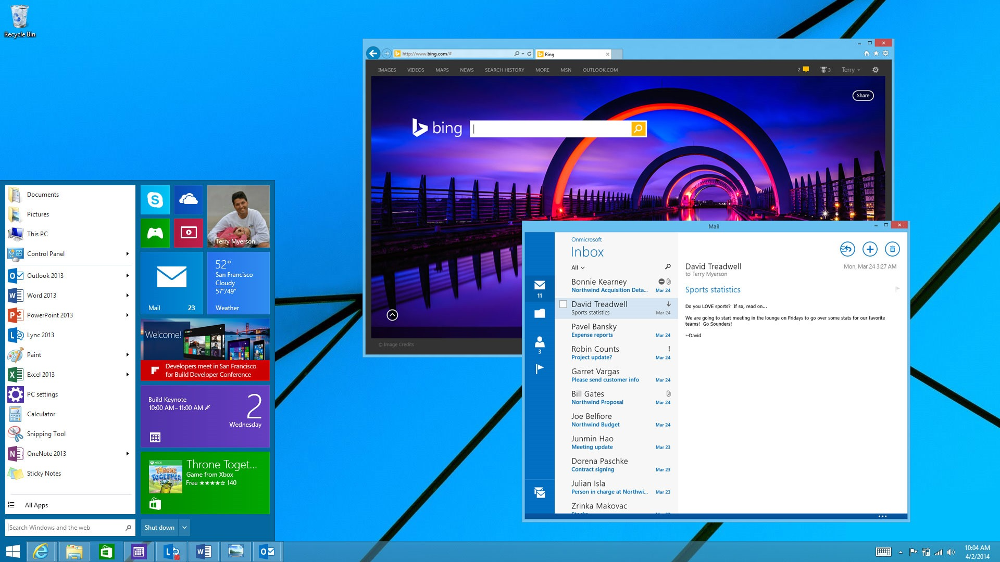 Recycle Bin
http://www.bing.com/#
Bing
IMAGES VIDEOS MAPS NEWS SEARCH HISTORY MORE MSN OUTLOOK.COM
2
3
Terry
Share
bing
© Image Credits
Documents
Pictures
This PC
Control Panel
Outlook 2013
Word 2013
PowerPoint 2013
Lync 2013
Paint
Excel 2013
PC settings
Calculator
Snipping Tool
OneNote 2013
Sticky Notes
All Apps
Search Windows and the web
Shut down
Terry Myerson
Mail 23
52°
San Francisco
Cloudy
57°/49°
Weather
Welcome!
Developers meet in San Francisco
for Build Developer Conference
Build Keynote
10:00 AM–11:00 AM
2
Wednesday
XBOX
THRONE
TOGETHER
Throne Toget...
Game from Xbox
Free ★★★★☆ 140
Mail
11
3
Onmicrosoft
Inbox
All
Bonnie Kearney
Northwind Acquisition Deta... Mar 24
David Treadwell
Sports statistics Mar 24
Pavel Bansky
Expense reports Mar 24
Robin Counts !
Project update? Mar 24
Garret Vargas
Please send customer info Mar 24
Bill Gates
Northwind Proposal Mar 24
Joe Belfiore
Northwind Budget Mar 24
Junmin Hao
Meeting update Mar 23
Dorena Paschke
Contract signing Mar 23
Julian Isla
Person in charge at Northwi... Mar 23
Zrinka Makovac
David Treadwell
Mon, Mar 24 3:27 AM
to Terry Myerson
Sports statistics
Do you LOVE sports?  If so, read on...
We are going to start meeting in the lounge on Fridays to go over some stats for our favorite
teams!  Go Sounders!
~David
10:04 AM
4/2/2014